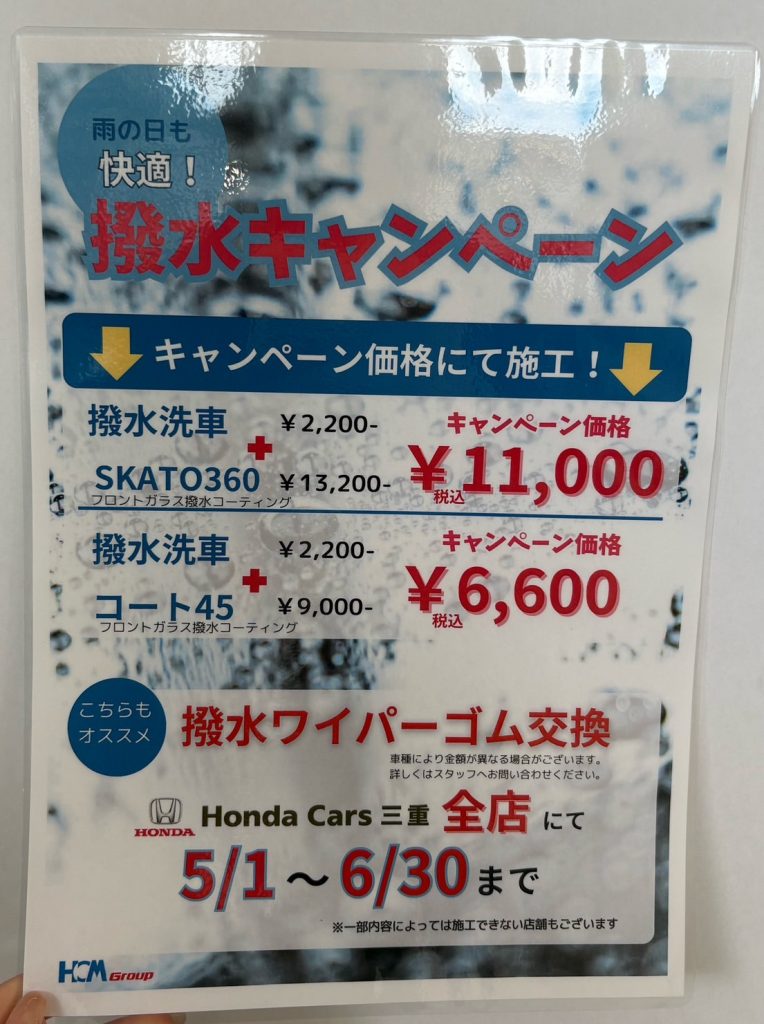 雨の日も
快適！
撥水キャンペーン
キャンペーン価格にて施工！
撥水洗車 ￥2,200-
+
SKATO360 ￥13,200-
フロントガラス撥水コーティング
キャンペーン価格
￥11,000
税込
撥水洗車 ￥2,200-
+
コート45 ￥9,000-
フロントガラス撥水コーティング
キャンペーン価格
￥6,600
税込
こちらも
オススメ
撥水ワイパーゴム交換
車種により金額が異なる場合がございます。
詳しくはスタッフへお問い合わせください。
HONDA
Honda Cars 三重 全店 にて
5/1～6/30まで
※一部内容によっては施工できない店舗もございます
HCM Group